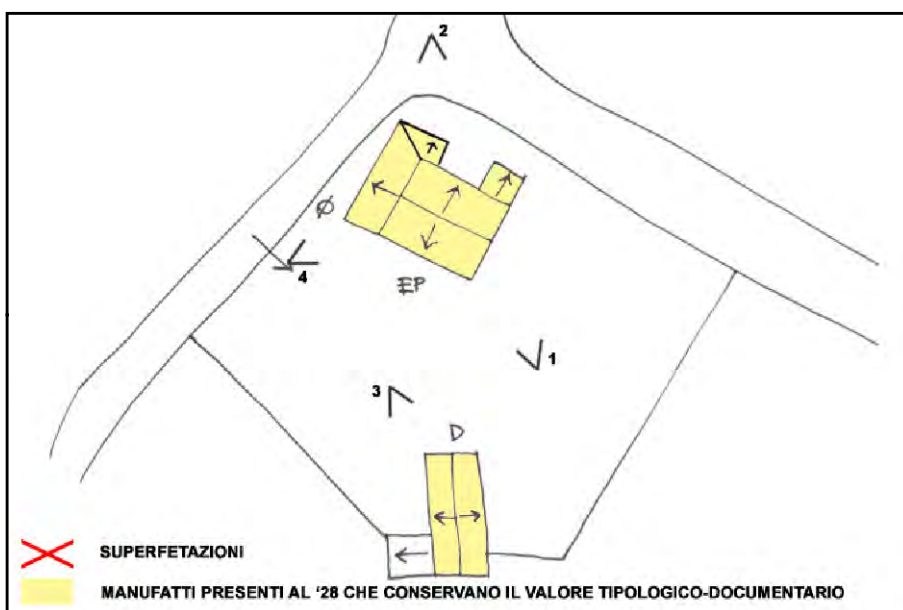 2
Ø
4
EP
1
3
D
SUPERFETAZIONI
MANUFATTI PRESENTI AL '28 CHE CONSERVANO IL VALORE TIPOLOGICO-DOCUMENTARIO